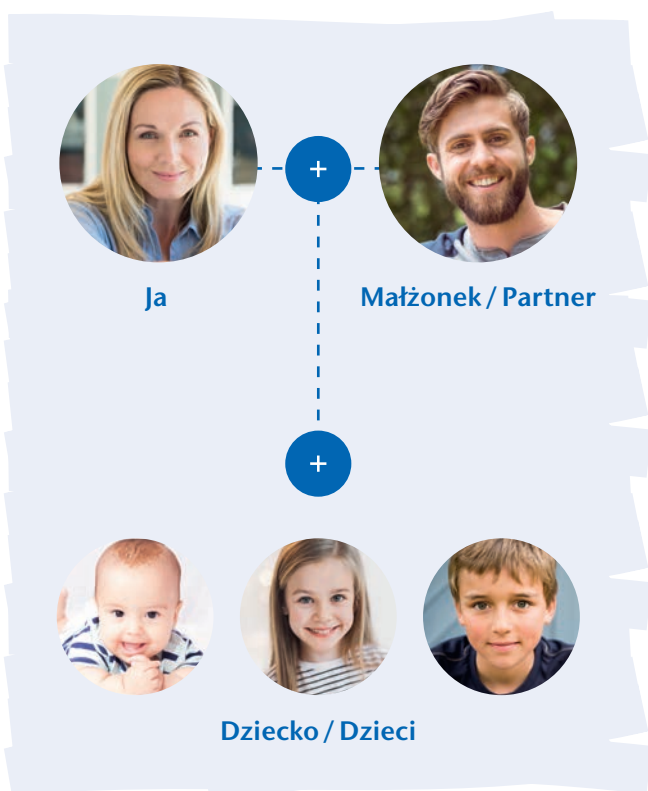 +
Ja
Małżonek / Partner
+
Dziecko / Dzieci